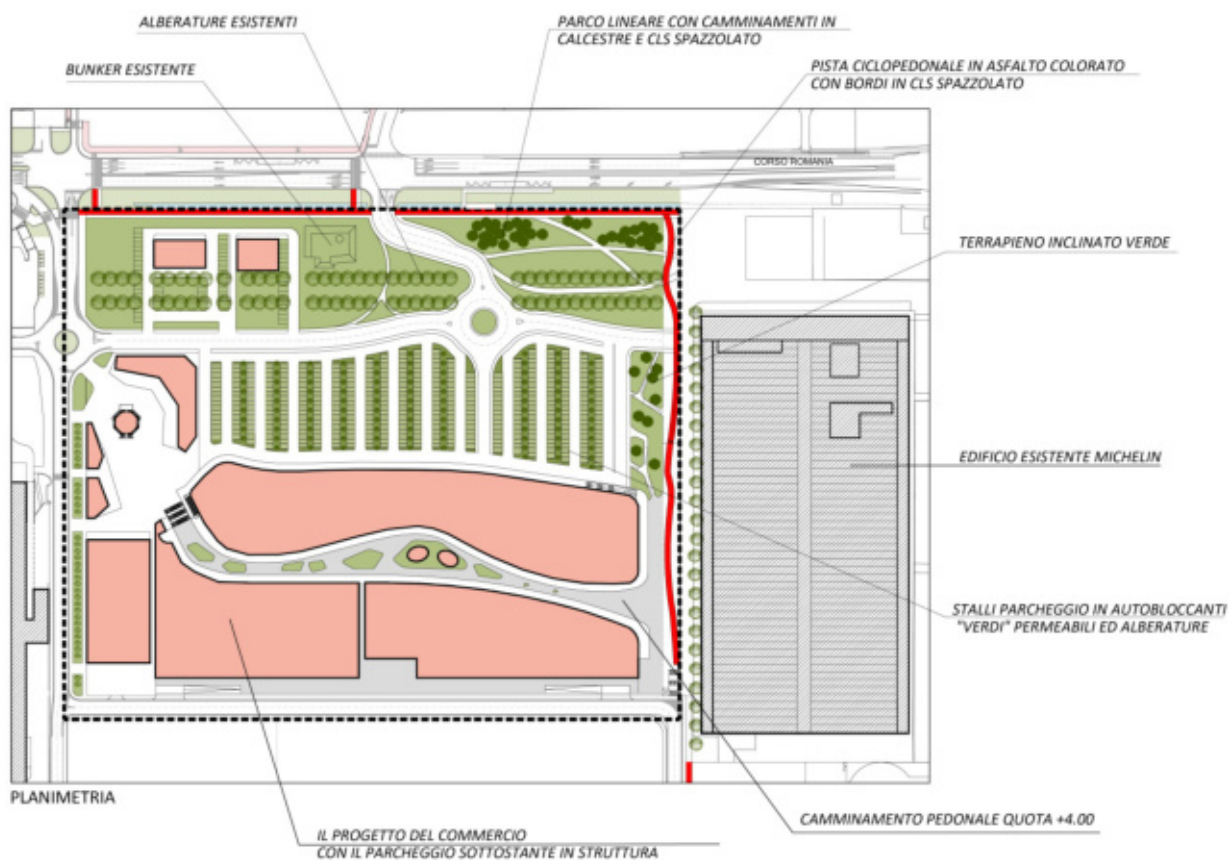 ALBERATURE ESISTENTI
PARCO LINEARE CON CAMMINAMENTI IN
CALCESTRE E CLS SPAZZOLATO
BUNKER ESISTENTE
PISTA CICLOPEDONALE IN ASFALTO COLORATO
CON BORDI IN CLS SPAZZOLATO
CORSO ROMANIA
TERRAPIENO INCLINATO VERDE
EDIFICIO ESISTENTE MICHELIN
STALLI PARCHEGGIO IN AUTOBLOCCANTI
"VERDI" PERMEABILI ED ALBERATURE
PLANIMETRIA
CAMMINAMENTO PEDONALE QUOTA +4.00
IL PROGETTO DEL COMMERCIO
CON IL PARCHEGGIO SOTTOSTANTE IN STRUTTURA